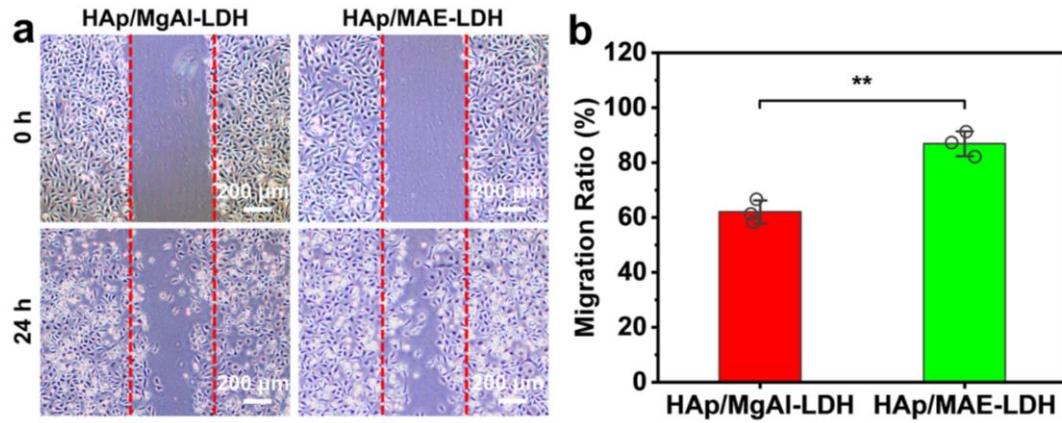 a
HAp/MgAl-LDH
HAp/MAE-LDH
0 h
200 μm
200 μm
24 h
200 μm
200 μm
b
Migration Ratio (%)
120
100
80
60
40
20
0
**
HAp/MgAl-LDH
HAp/MAE-LDH